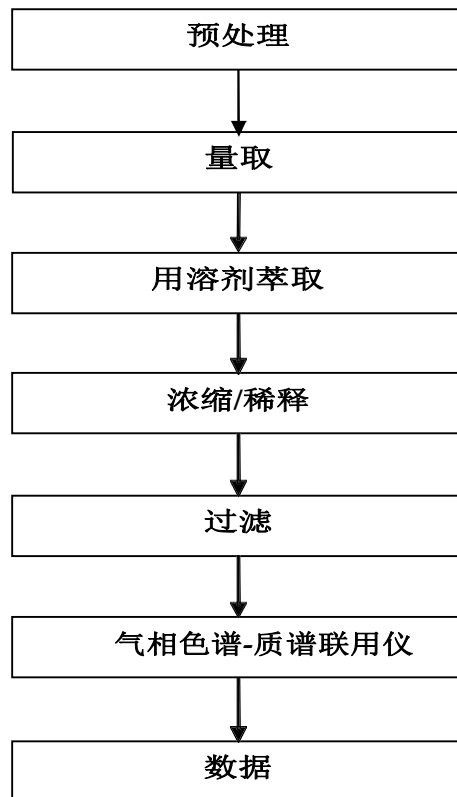 预处理
量取
用溶剂萃取
浓缩/稀释
过滤
气相色谱-质谱联用仪
数据